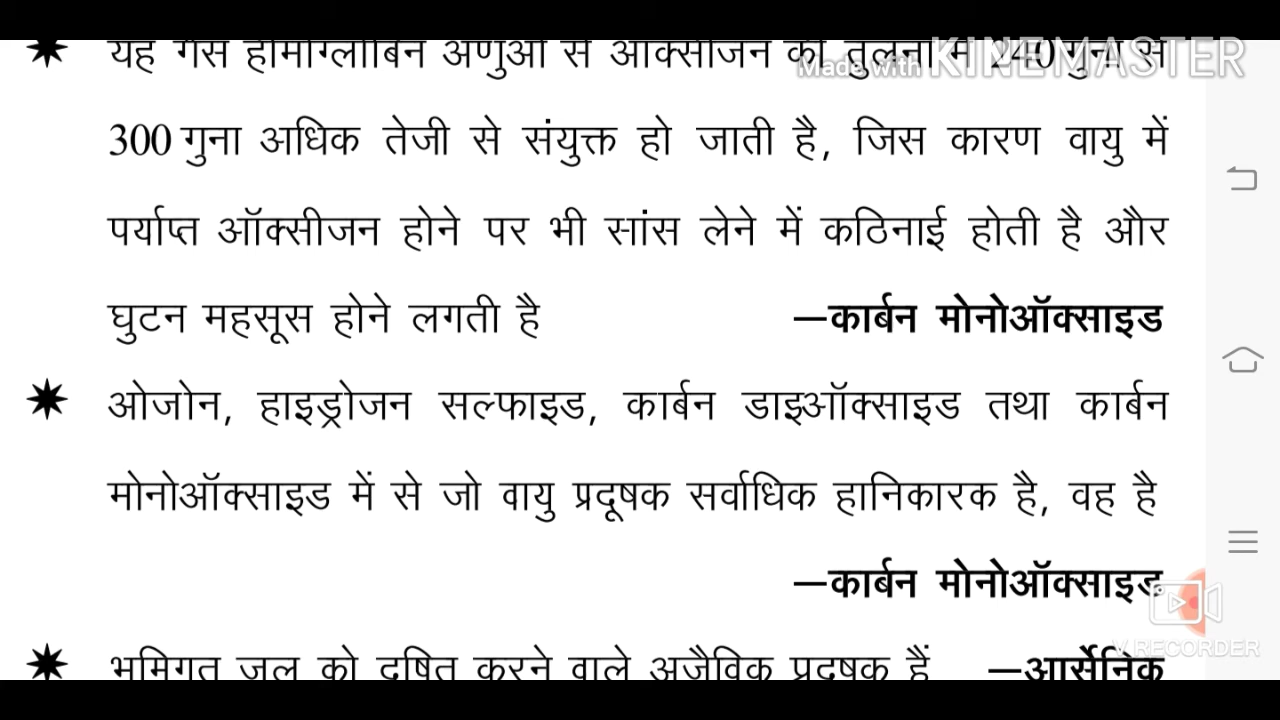 यह गैस हीमोग्लोबिन अणुओं से ऑक्सीजन की तुलना में 240 गुना से
Made with KINEMASTER
300 गुना अधिक तेजी से संयुक्त हो जाती है, जिस कारण वायु में
पर्याप्त ऑक्सीजन होने पर भी सांस लेने में कठिनाई होती है और
घुटन महसूस होने लगती है —कार्बन मोनोऑक्साइड
ओजोन, हाइड्रोजन सल्फाइड, कार्बन डाइऑक्साइड तथा कार्बन
मोनोऑक्साइड में से जो वायु प्रदूषक सर्वाधिक हानिकारक है, वह है
—कार्बन मोनोऑक्साइड
V RECORDER
भूमिगत जल को दूषित करने वाले अजैविक प्रदूषक हैं —आर्सेनिक